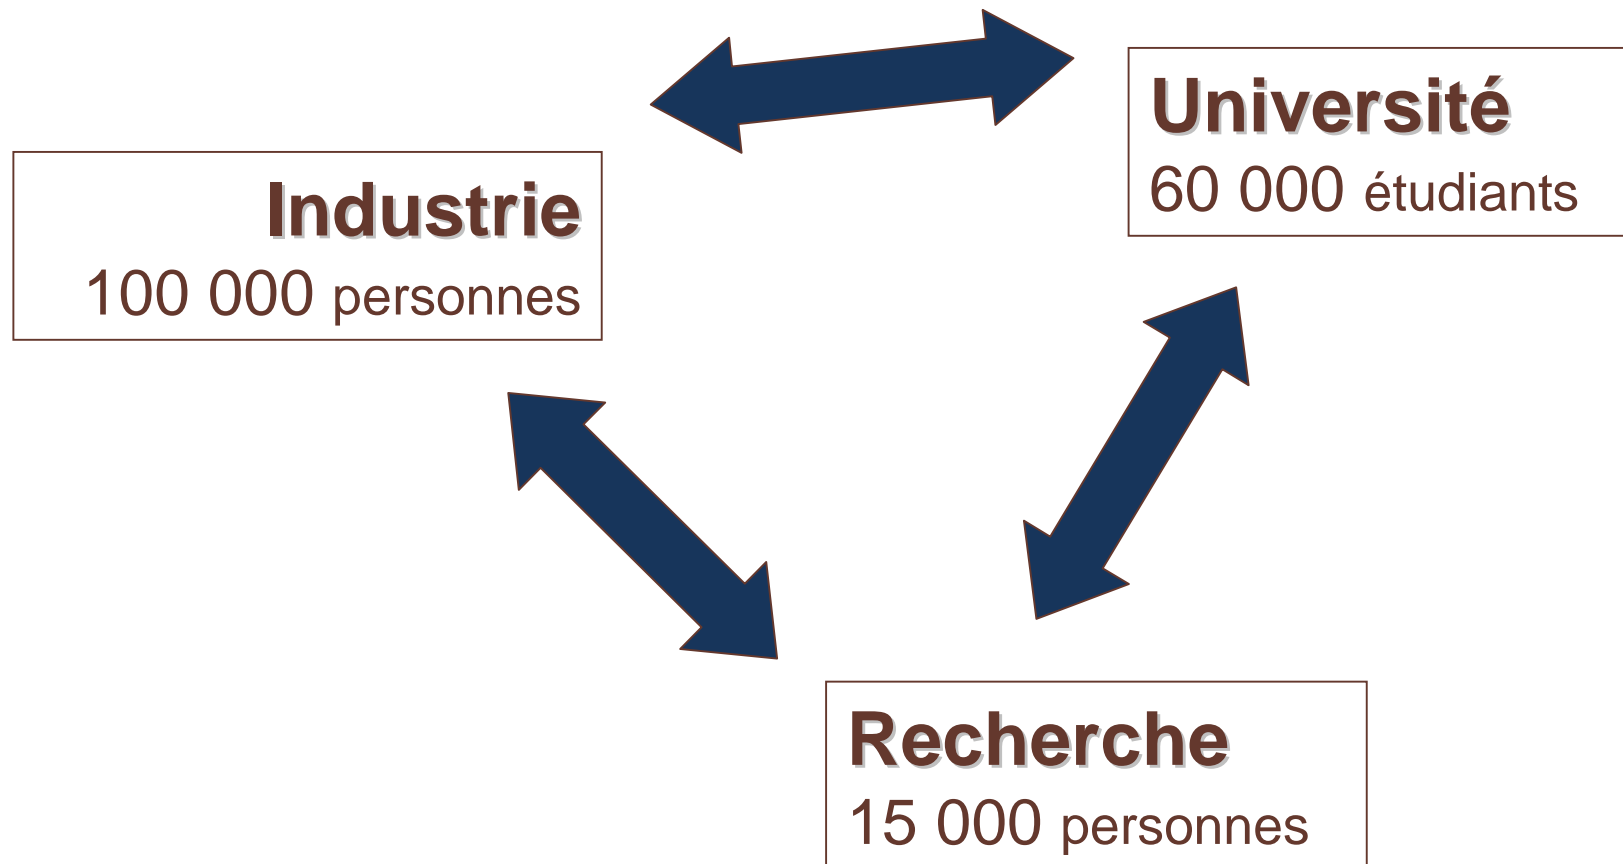 Industrie
100 000 personnes
Université
60 000 étudiants
Recherche
15 000 personnes